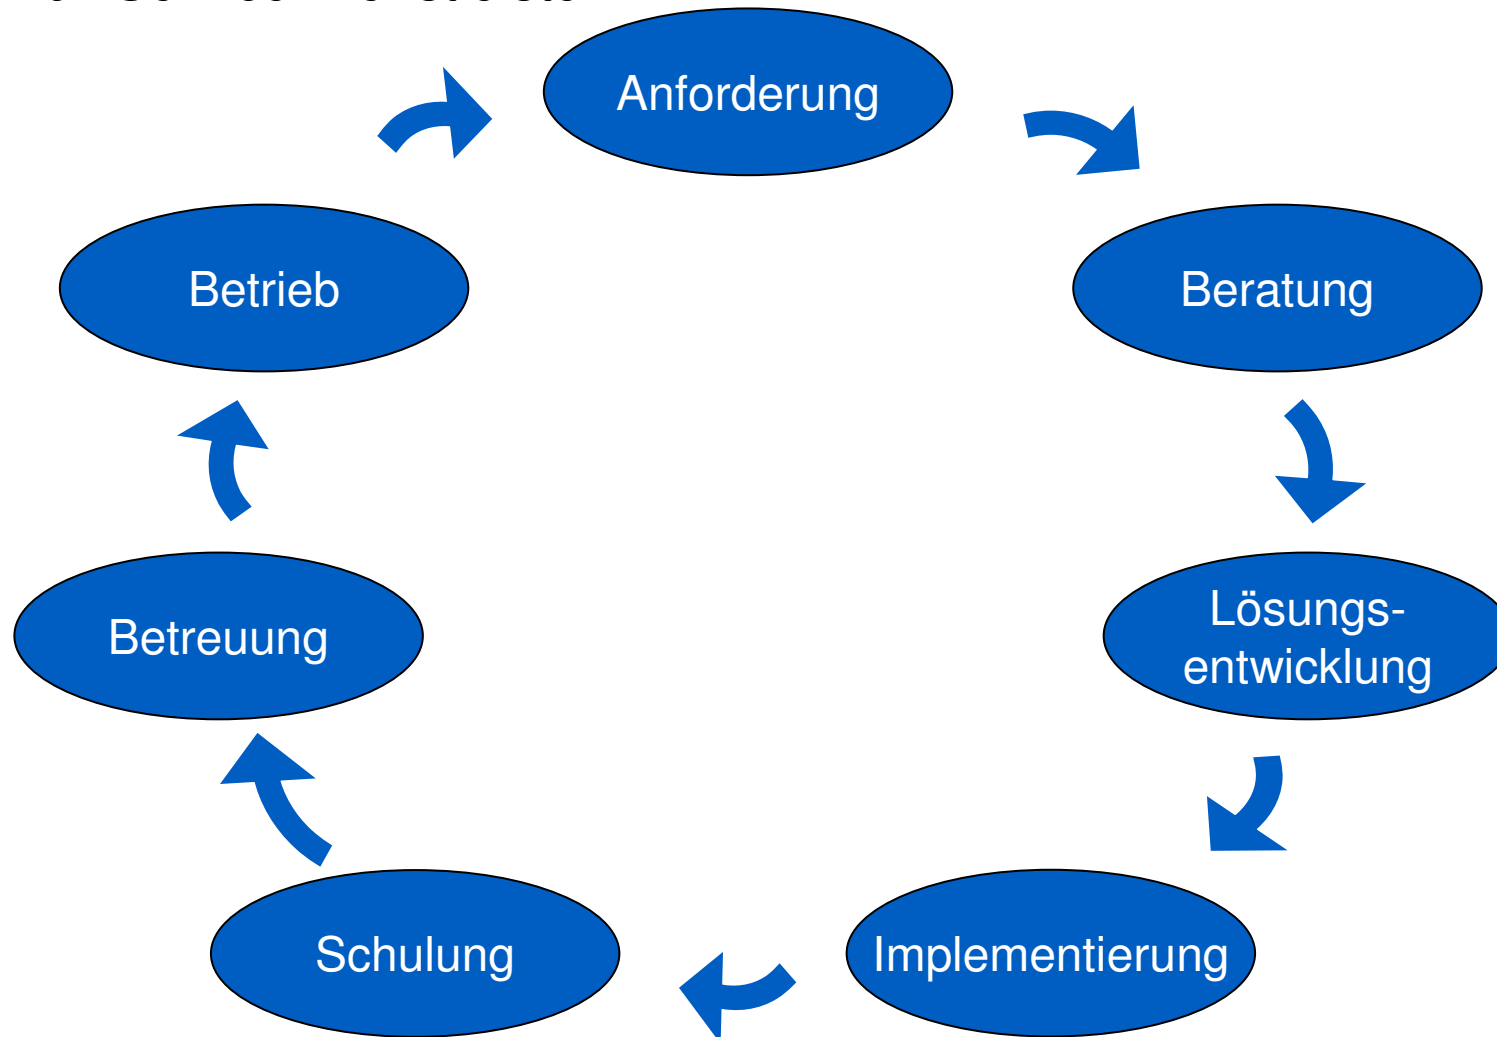 Anforderung
Beratung
Lösungs-
entwicklung
Implementierung
Schulung
Betreuung
Betrieb